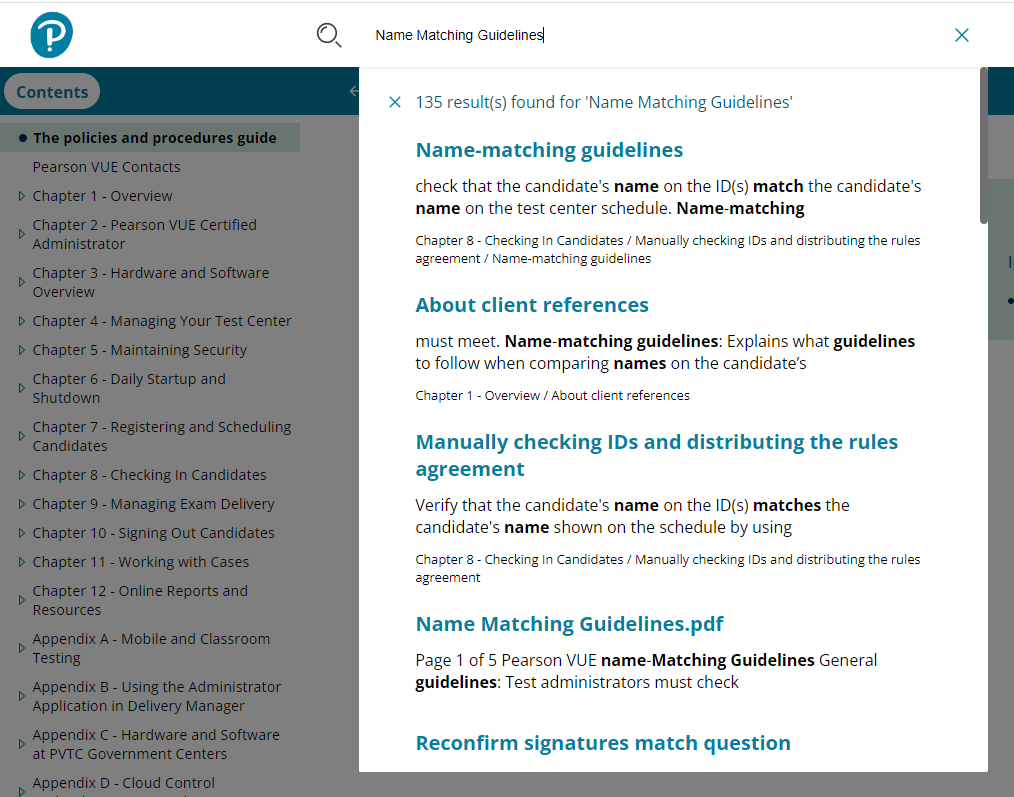 Name Matching Guidelines
Contents
The policies and procedures guide
Pearson VUE Contacts
Chapter 1 - Overview
Chapter 2 - Pearson VUE Certified
Administrator
Chapter 3 - Hardware and Software
Overview
Chapter 4 - Managing Your Test Center
Chapter 5 - Maintaining Security
Chapter 6 - Daily Startup and
Shutdown
Chapter 7 - Registering and Scheduling
Candidates
Chapter 8 - Checking In Candidates
Chapter 9 - Managing Exam Delivery
Chapter 10 - Signing Out Candidates
Chapter 11 - Working with Cases
Chapter 12 - Online Reports and
Resources
Appendix A - Mobile and Classroom
Testing
Appendix B - Using the Administrator
Application in Delivery Manager
Appendix C - Hardware and Software
at PVTC Government Centers
Appendix D - Cloud Control
135 result(s) found for 'Name Matching Guidelines'
Name-matching guidelines
check that the candidate's name on the ID(s) match the candidate's
name on the test center schedule. Name-matching
Chapter 8 - Checking In Candidates / Manually checking IDs and distributing the rules
agreement / Name-matching guidelines
About client references
must meet. Name-matching guidelines: Explains what guidelines
to follow when comparing names on the candidate’s
Chapter 1 - Overview / About client references
Manually checking IDs and distributing the rules
agreement
Verify that the candidate's name on the ID(s) matches the
candidate's name shown on the schedule by using
Chapter 8 - Checking In Candidates / Manually checking IDs and distributing the rules
agreement
Name Matching Guidelines.pdf
Page 1 of 5 Pearson VUE name-Matching Guidelines General
guidelines: Test administrators must check
Reconfirm signatures match question